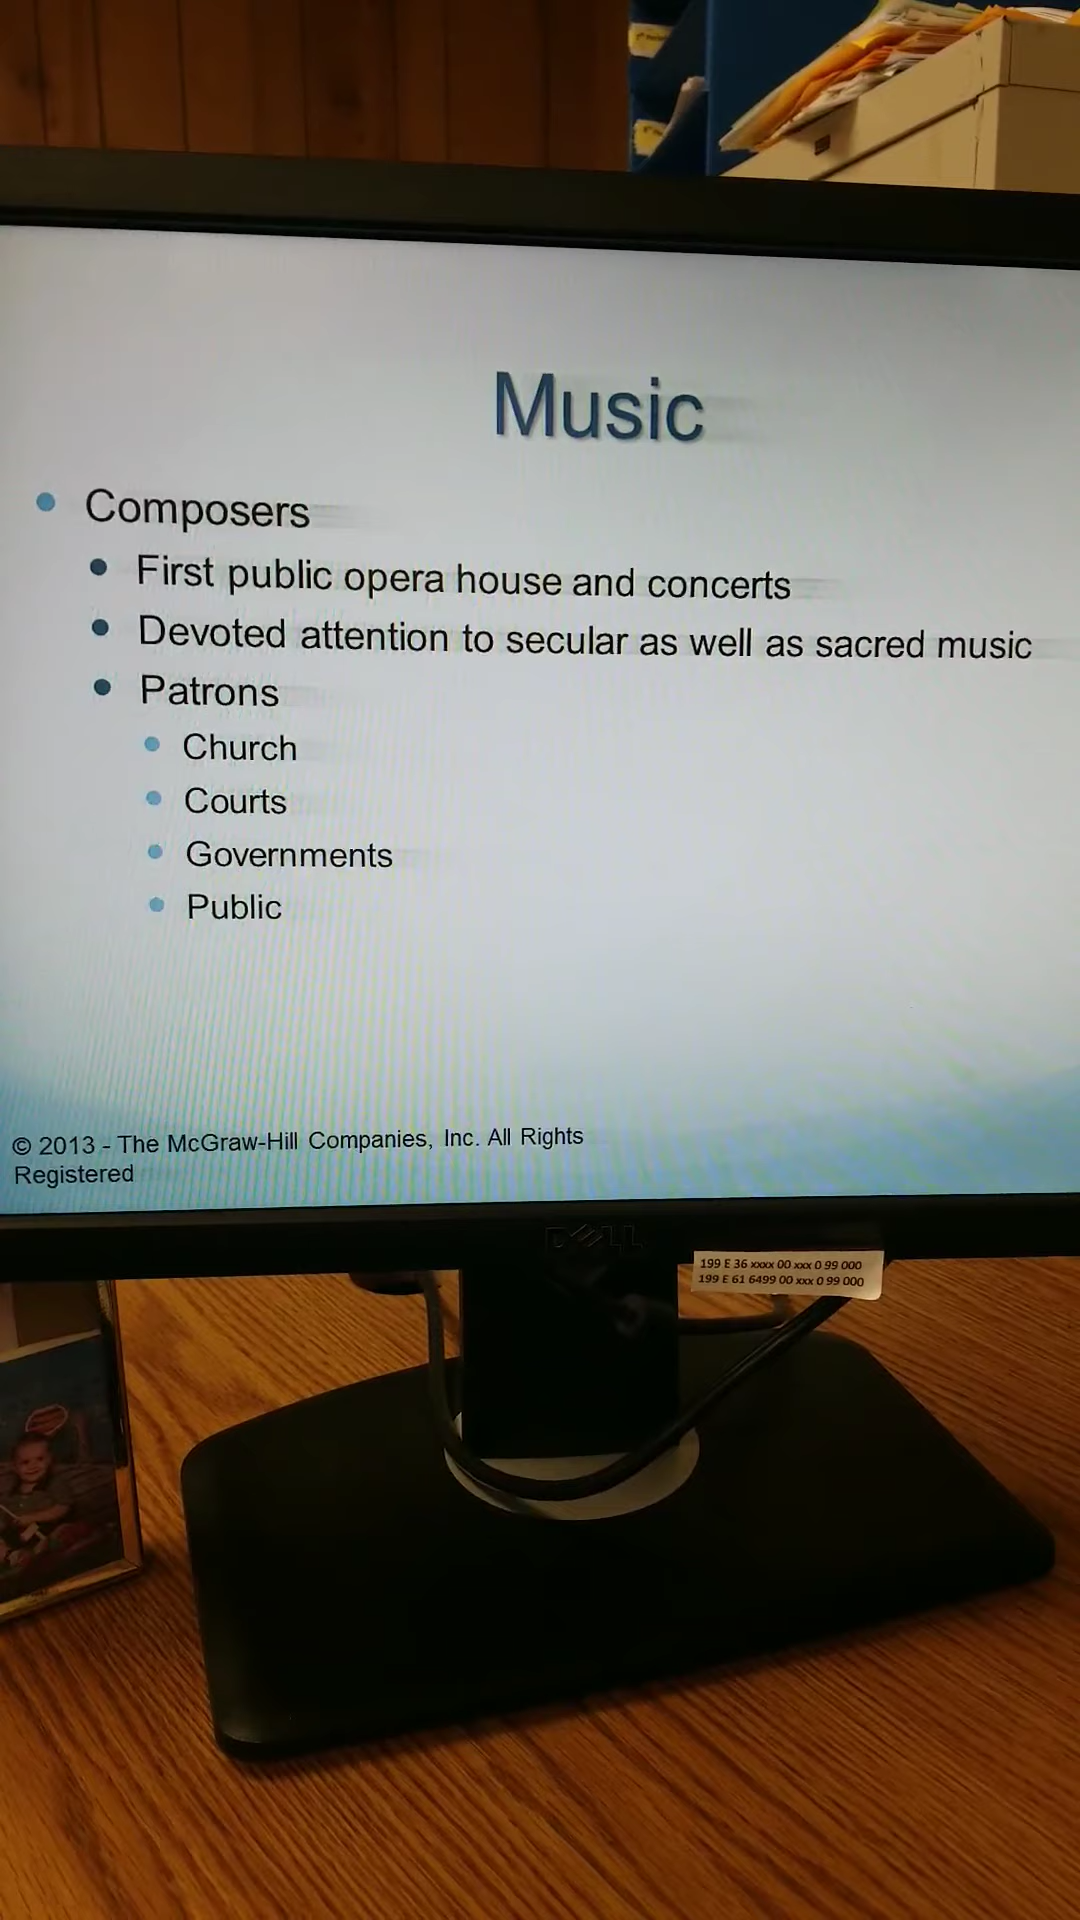 Music
Composers
First public opera house and concerts
Devoted attention to secular as well as sacred music
Patrons
Church
Courts
Governments
Public
© 2013 - The McGraw-Hill Companies, Inc. All Rights
Registered
DELL
199 E 36 xxxx 00 xxx 0 99 000
199 E 61 6499 00 xxx 0 99 000